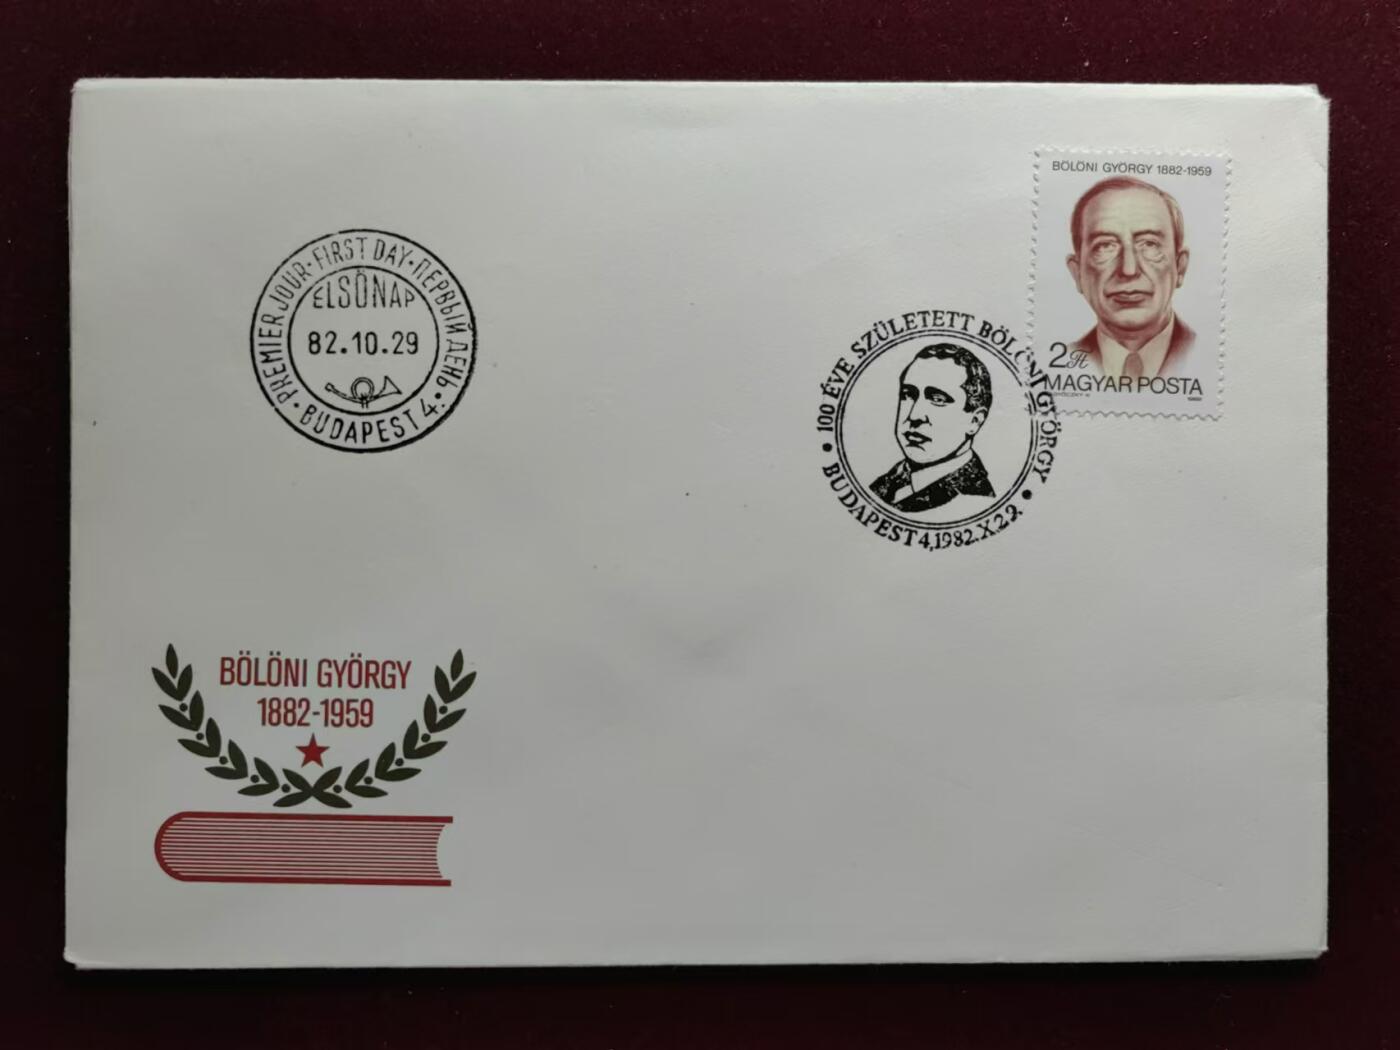 BÖLÖNI GYÖRGY 1882-1959
2 Ft
MAGYAR POSTA
1982
PREMIER JOUR · FIRST DAY · ПЕРВЫЙ ДЕНЬ ·
ELSŐNAP
82.10.29
· BUDAPEST 4. ·
• 100 ÉVE SZÜLETETT BÖLÖNI GYÖRGY •
BUDAPEST 4, 1982. X. 29.
BÖLÖNI GYÖRGY
1882-1959